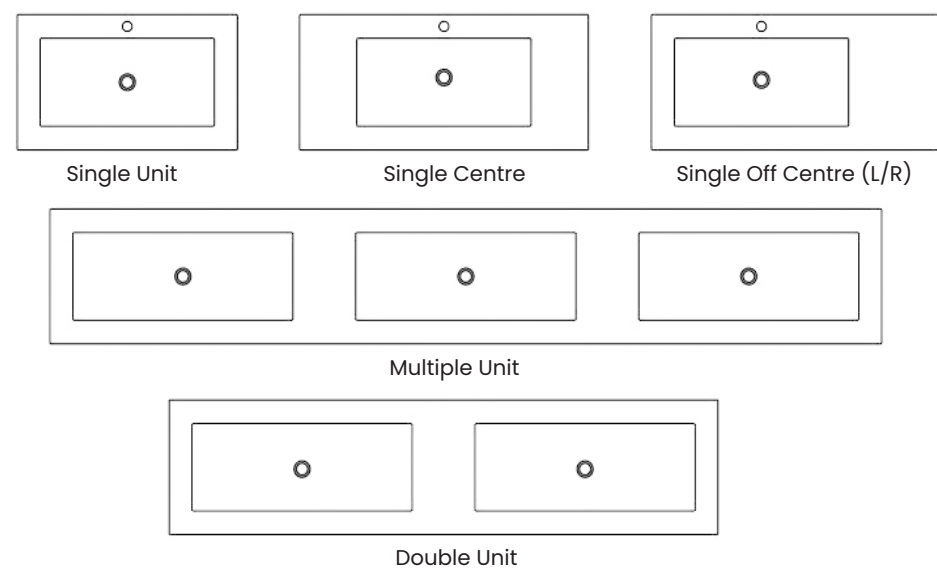 Single Unit
Single Centre
Single Off Centre (L/R)
Multiple Unit
Double Unit